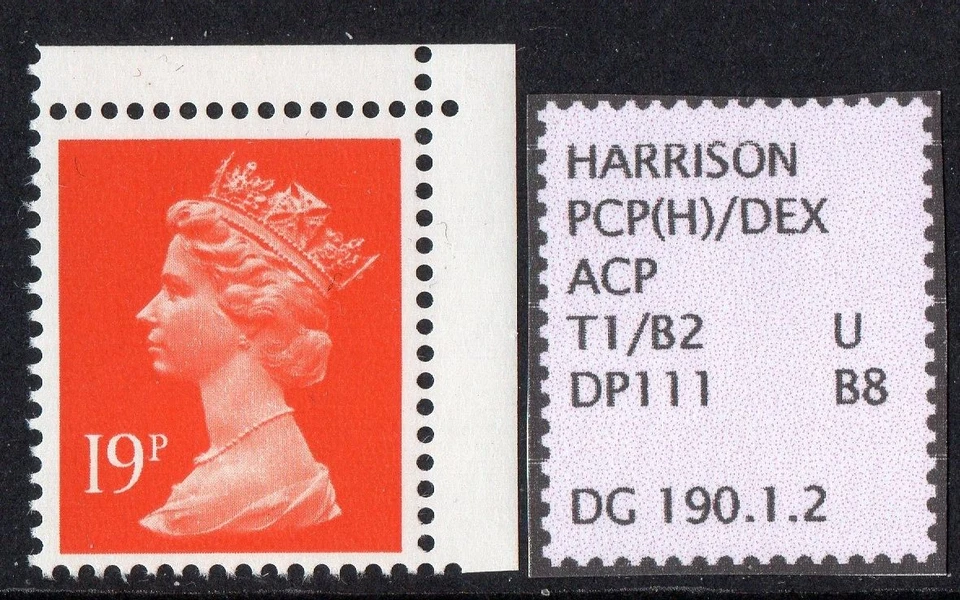 19P
HARRISON
PCP(H)/DEX
ACP
T1/B2 U
DP111 B8
DG 190.1.2